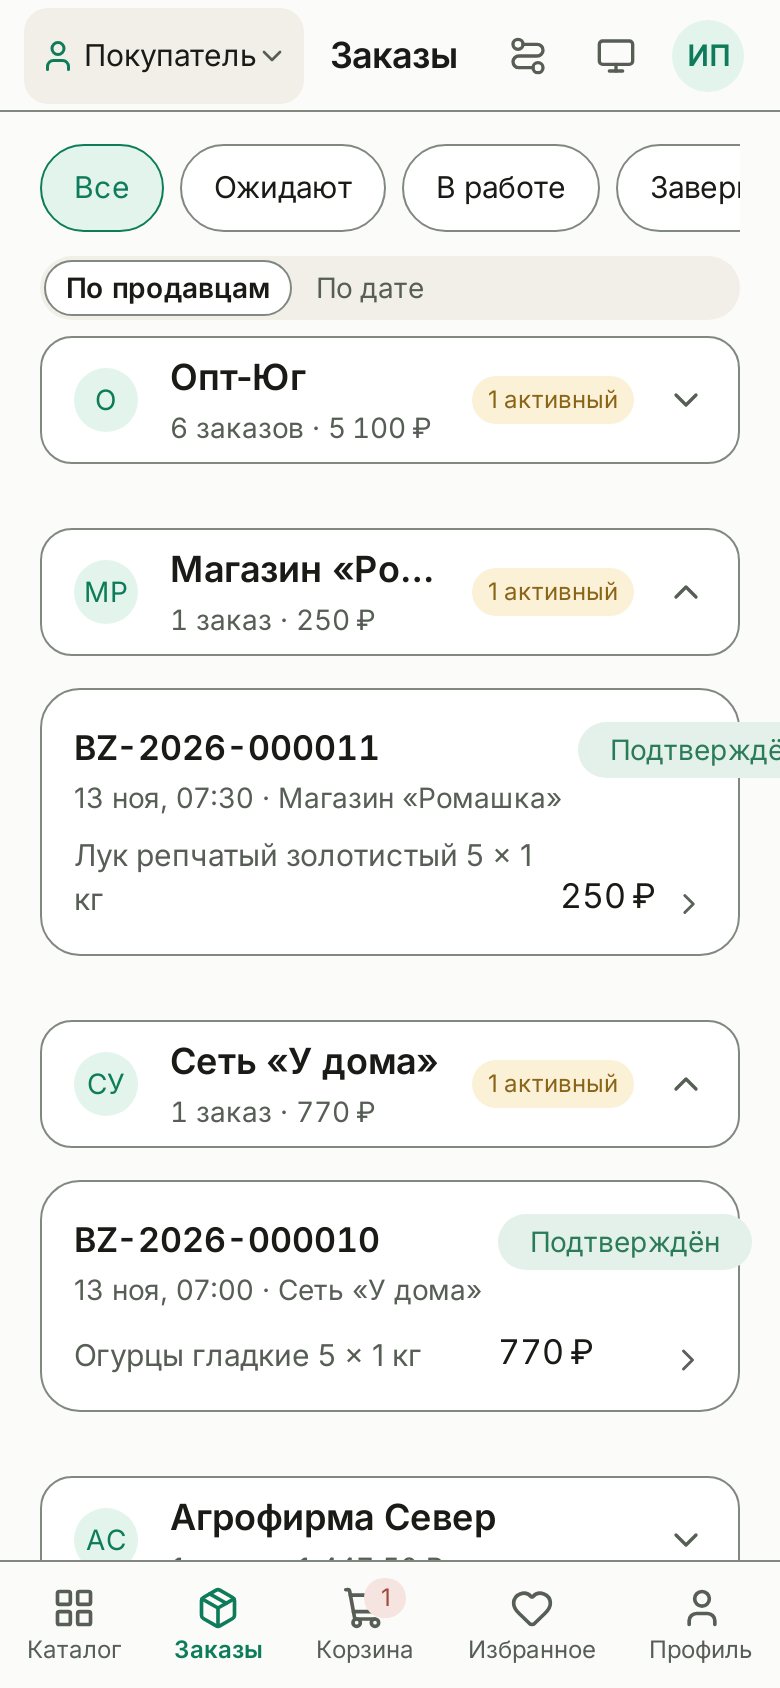 Покупатель Заказы ИП
Все Ожидают В работе
По продавцам По дате
О Опт-Юг 1 активный
6 заказов · 5 100 ₽
МР Магазин «Ро... 1 активный
1 заказ · 250 ₽
BZ-2026-000011 Подтверждё
13 ноя, 07:30 · Магазин «Ромашка»
Лук репчатый золотистый 5 × 1
кг 250 ₽
СУ Сеть «У дома» 1 активный
1 заказ · 770 ₽
BZ-2026-000010 Подтверждён
13 ноя, 07:00 · Сеть «У дома»
Огурцы гладкие 5 × 1 кг 770 ₽
АС Агрофирма Север
1
Каталог Заказы Корзина Избранное Профиль